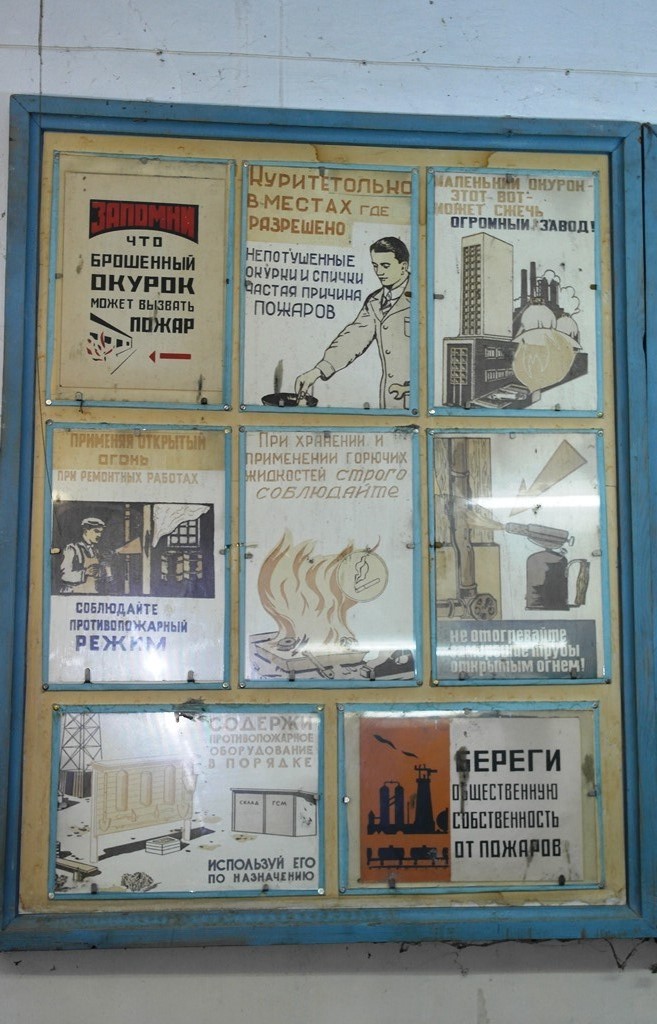 ЗАПОМНИ
ЧТО
БРОШЕННЫЙ
ОКУРОК
МОЖЕТ ВЫЗВАТЬ
ПОЖАР
КУРИТЕ ТОЛЬКО
В МЕСТАХ ГДЕ
РАЗРЕШЕНО
НЕПОТУШЕННЫЕ
ОКУРКИ И СПИЧКИ
ЧАСТАЯ ПРИЧИНА
ПОЖАРОВ
МАЛЕНЬКИЙ ОКУРОК-
ЭТОТ-ВОТ-
МОЖЕТ СЖЕЧЬ
ОГРОМНЫЙ ЗАВОД!
ПРИМЕНЯЯ ОТКРЫТЫЙ
ОГОНЬ
ПРИ РЕМОНТНЫХ РАБОТАХ
СОБЛЮДАЙТЕ
ПРОТИВОПОЖАРНЫЙ
РЕЖИМ
ПРИ ХРАНЕНИИ И
ПРИМЕНЕНИИ ГОРЮЧИХ
ЖИДКОСТЕЙ СТРОГО
СОБЛЮДАЙТЕ
НЕ ОТОГРЕВАЙТЕ
ТРУБЫ
ОТКРЫТЫМ ОГНЕМ!
СОДЕРЖИ
ПРОТИВОПОЖАРНОЕ
ОБОРУДОВАНИЕ
В ПОРЯДКЕ
СКЛАД ГСМ
ИСПОЛЬЗУЙ ЕГО
ПО НАЗНАЧЕНИЮ
БЕРЕГИ
ОБЩЕСТВЕННУЮ
СОБСТВЕННОСТЬ
ОТ ПОЖАРОВ